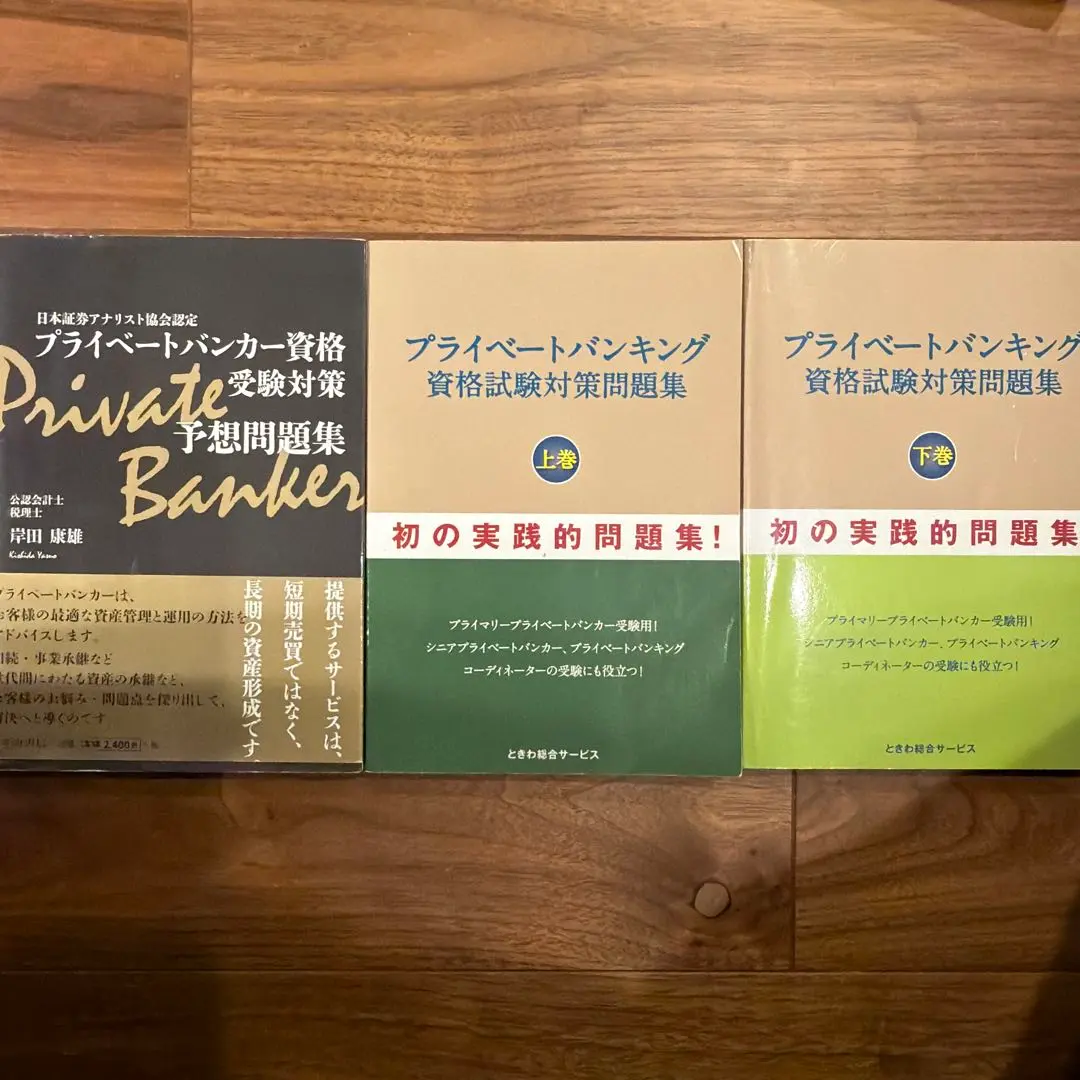 日本証券アナリスト協会認定
プライベートバンカー資格
受験対策
予想問題集
Private
Banker
公認会計士
税理士
岸田 康雄
Kishida Yasuo
提供するサービスは、
短期売買ではなく、
長期の資産形成です
プライベートバンカーは、
お客様の最適な資産管理と運用の方法を
アドバイスします。
相続・事業承継など
世代間にわたる資産の承継など、
お客様のお悩み・問題点を探り出して、
解決へと導くのです
2,400円
プライベートバンキング
資格試験対策問題集
上巻
初の実践的問題集!
プライマリープライベートバンカー受験用!
シニアプライベートバンカー、プライベートバンキング
コーディネーターの受験にも役立つ!
ときわ総合サービス
プライベートバンキング
資格試験対策問題集
下巻
初の実践的問題集
プライマリープライベートバンカー受験用!
シニアプライベートバンカー、プライベートバンキング
コーディネーターの受験にも役立つ!
ときわ総合サービス